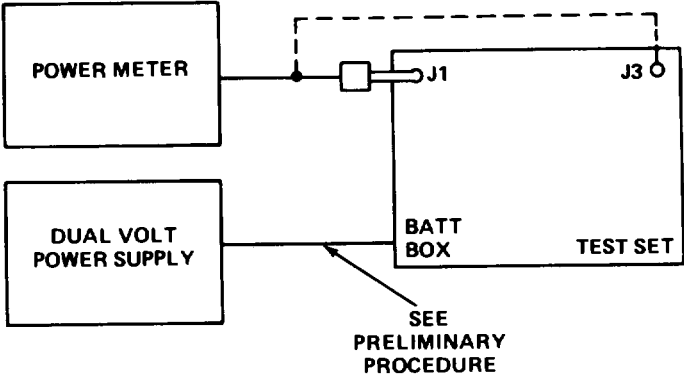 POWER METER
J1
J3
DUAL VOLT
POWER SUPPLY
BATT
BOX
TEST SET
SEE
PRELIMINARY
PROCEDURE